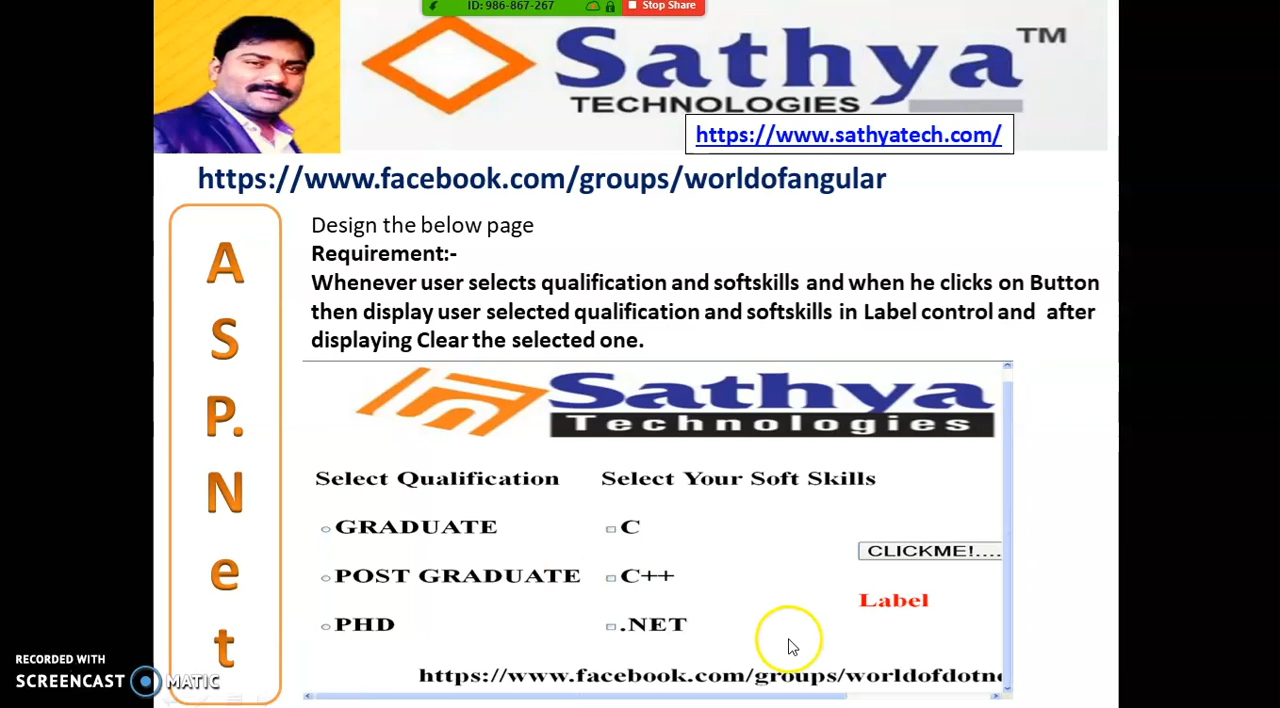 ID: 986-867-267
Stop Share
Sathya TM
TECHNOLOGIES
https://www.sathyatech.com/
https://www.facebook.com/groups/worldofangular
ASP.Net
Design the below page
Requirement:-
Whenever user selects qualification and softskills and when he clicks on Button
then display user selected qualification and softskills in Label control and after
displaying Clear the selected one.
Sathya
Technologies
Select Qualification Select Your Soft Skills
GRADUATE C
CLICKME!....
POST GRADUATE C++
Label
PHD .NET
https://www.facebook.com/groups/worldofdotne
RECORDED WITH
SCREENCAST MATIC